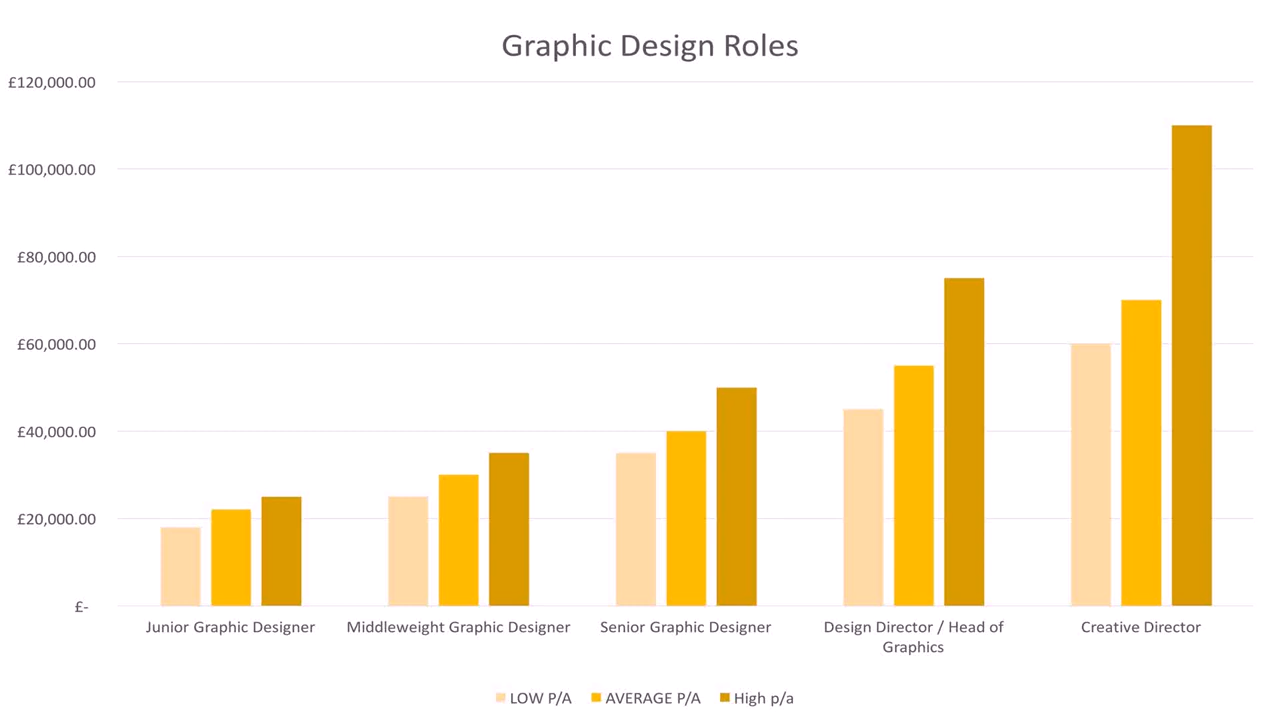 Graphic Design Roles
£120,000.00
£100,000.00
£80,000.00
£60,000.00
£40,000.00
£20,000.00
£-
Junior Graphic Designer
Middleweight Graphic Designer
Senior Graphic Designer
Design Director / Head of
Graphics
Creative Director
LOW P/A
AVERAGE P/A
High p/a